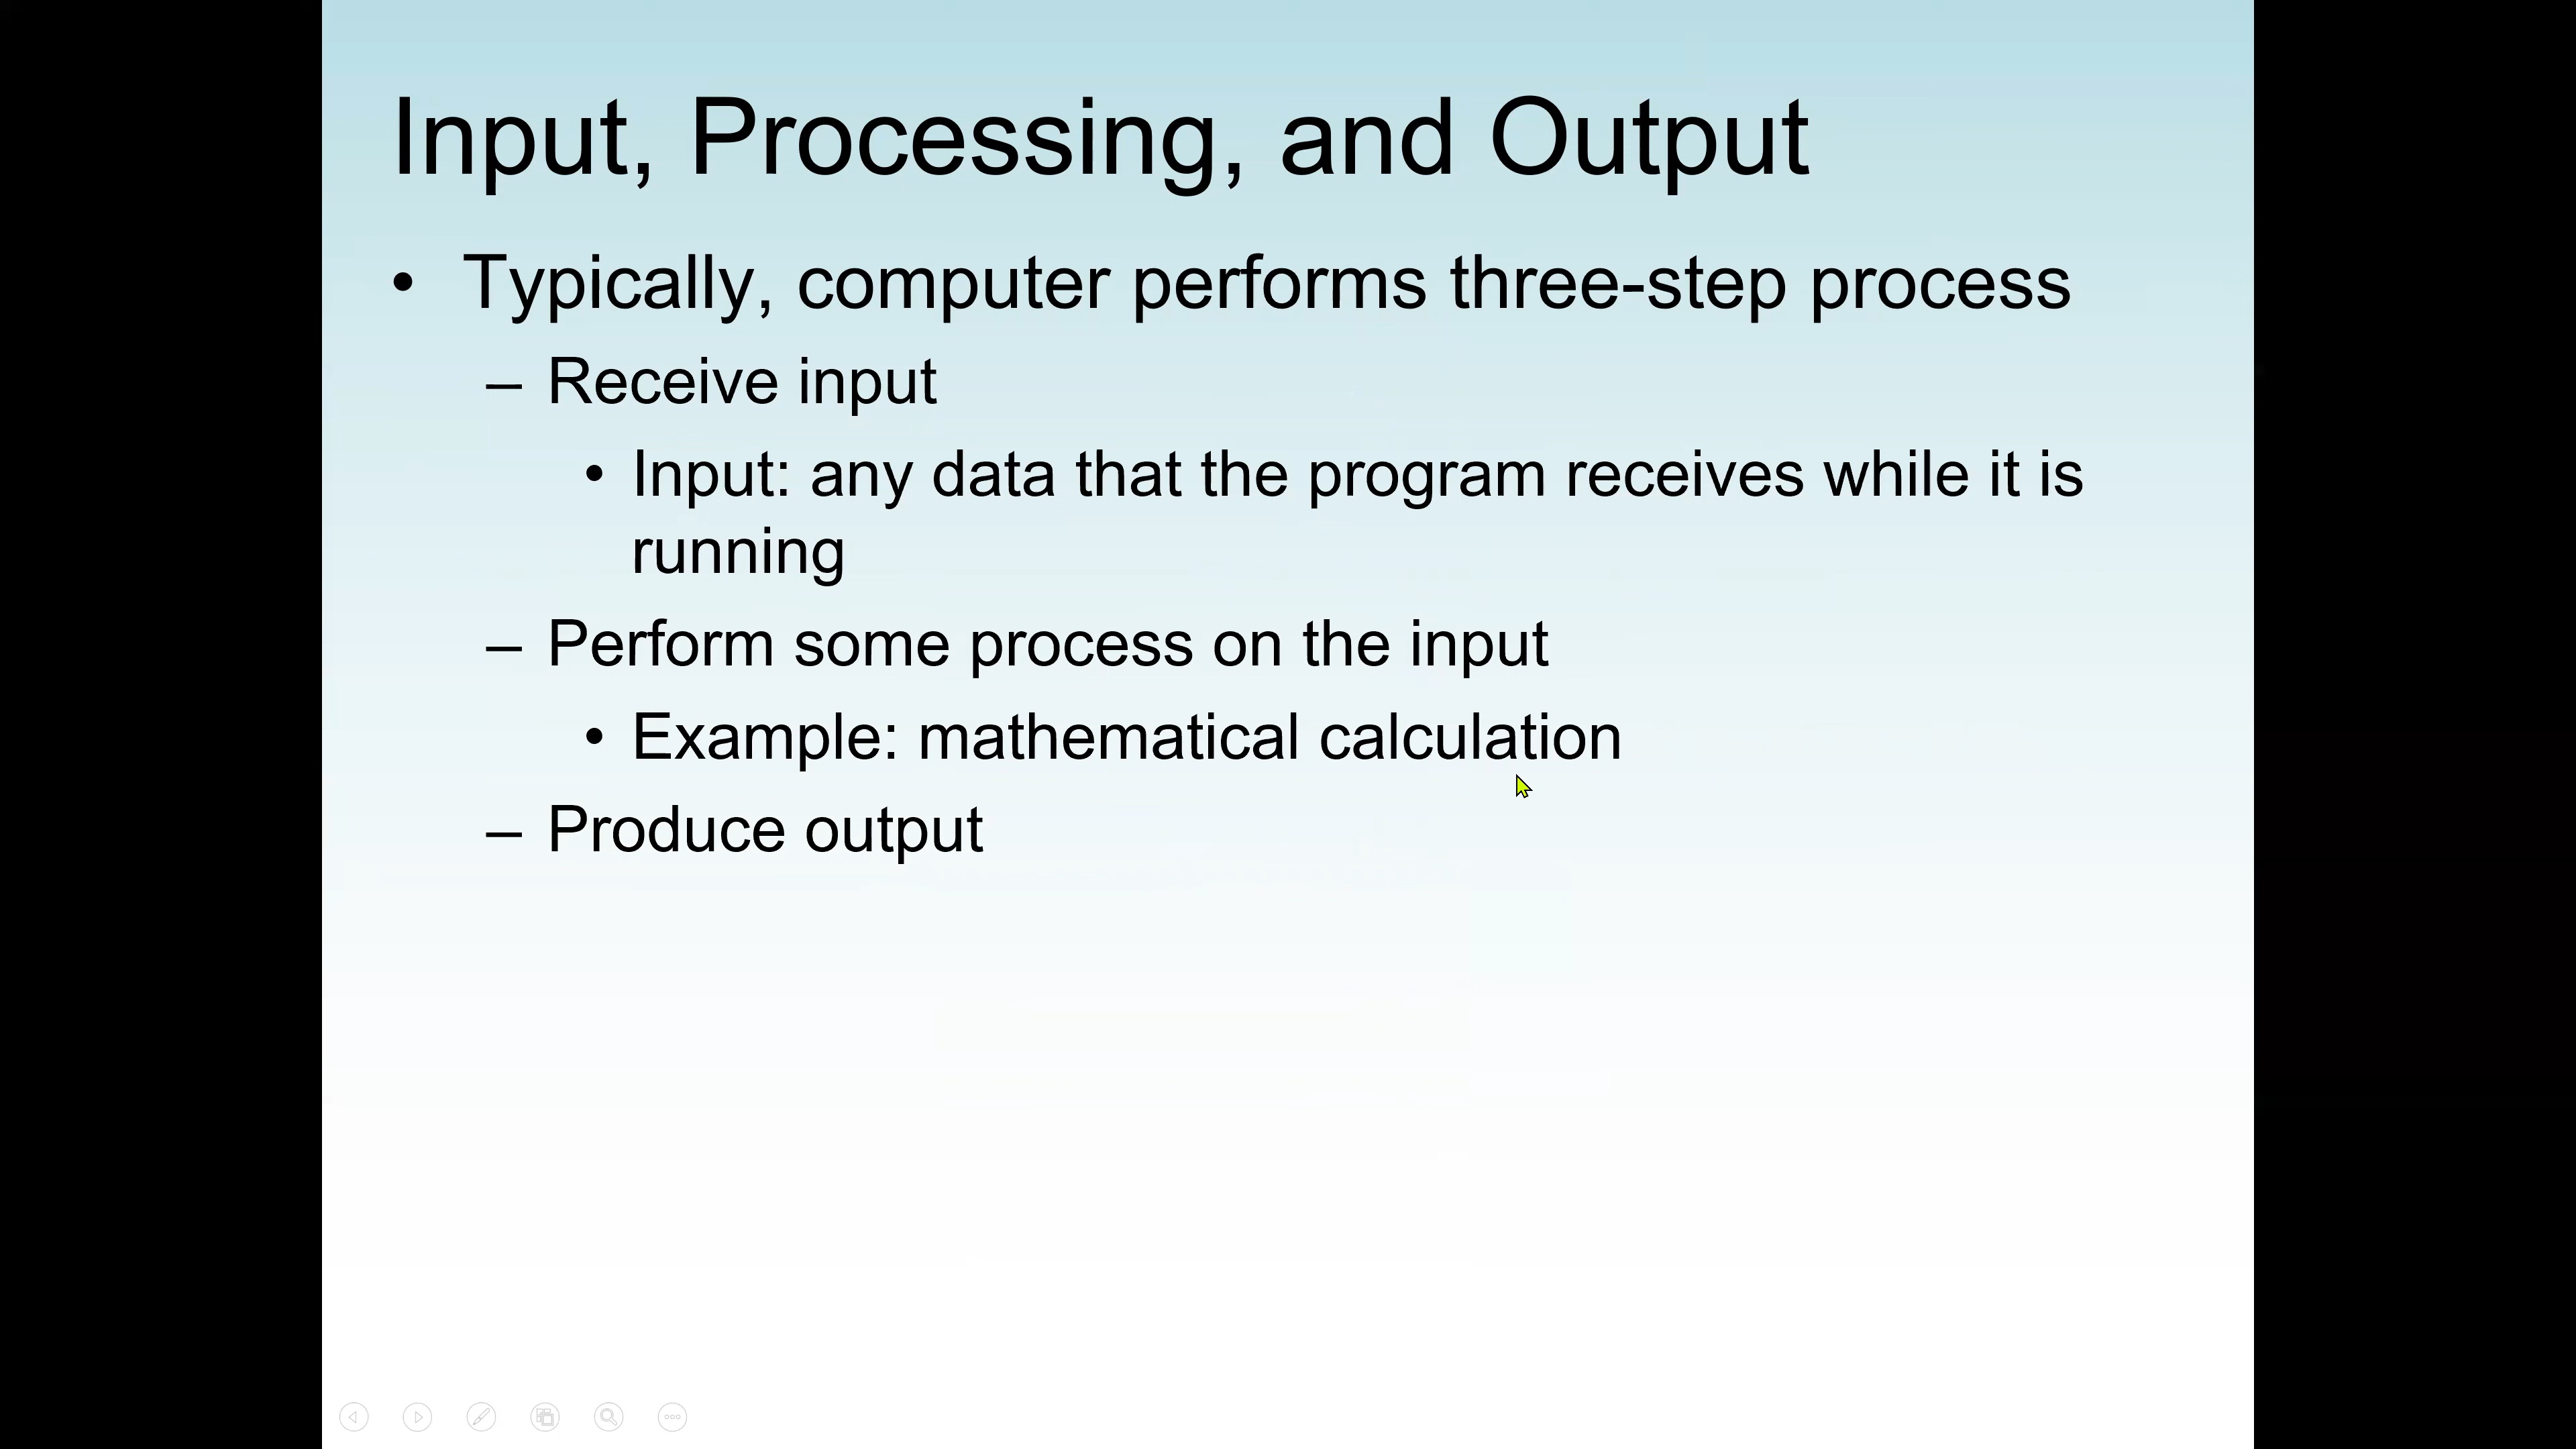 Input, Processing, and Output
• Typically, computer performs three-step process
– Receive input
• Input: any data that the program receives while it is
running
– Perform some process on the input
• Example: mathematical calculation
– Produce output